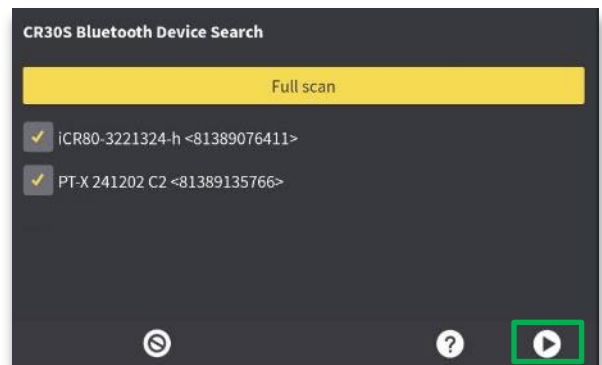 CR30S Bluetooth Device Search
Full scan
iCR80-3221324-h <81389076411>
PT-X 241202 C2 <81389135766>
?